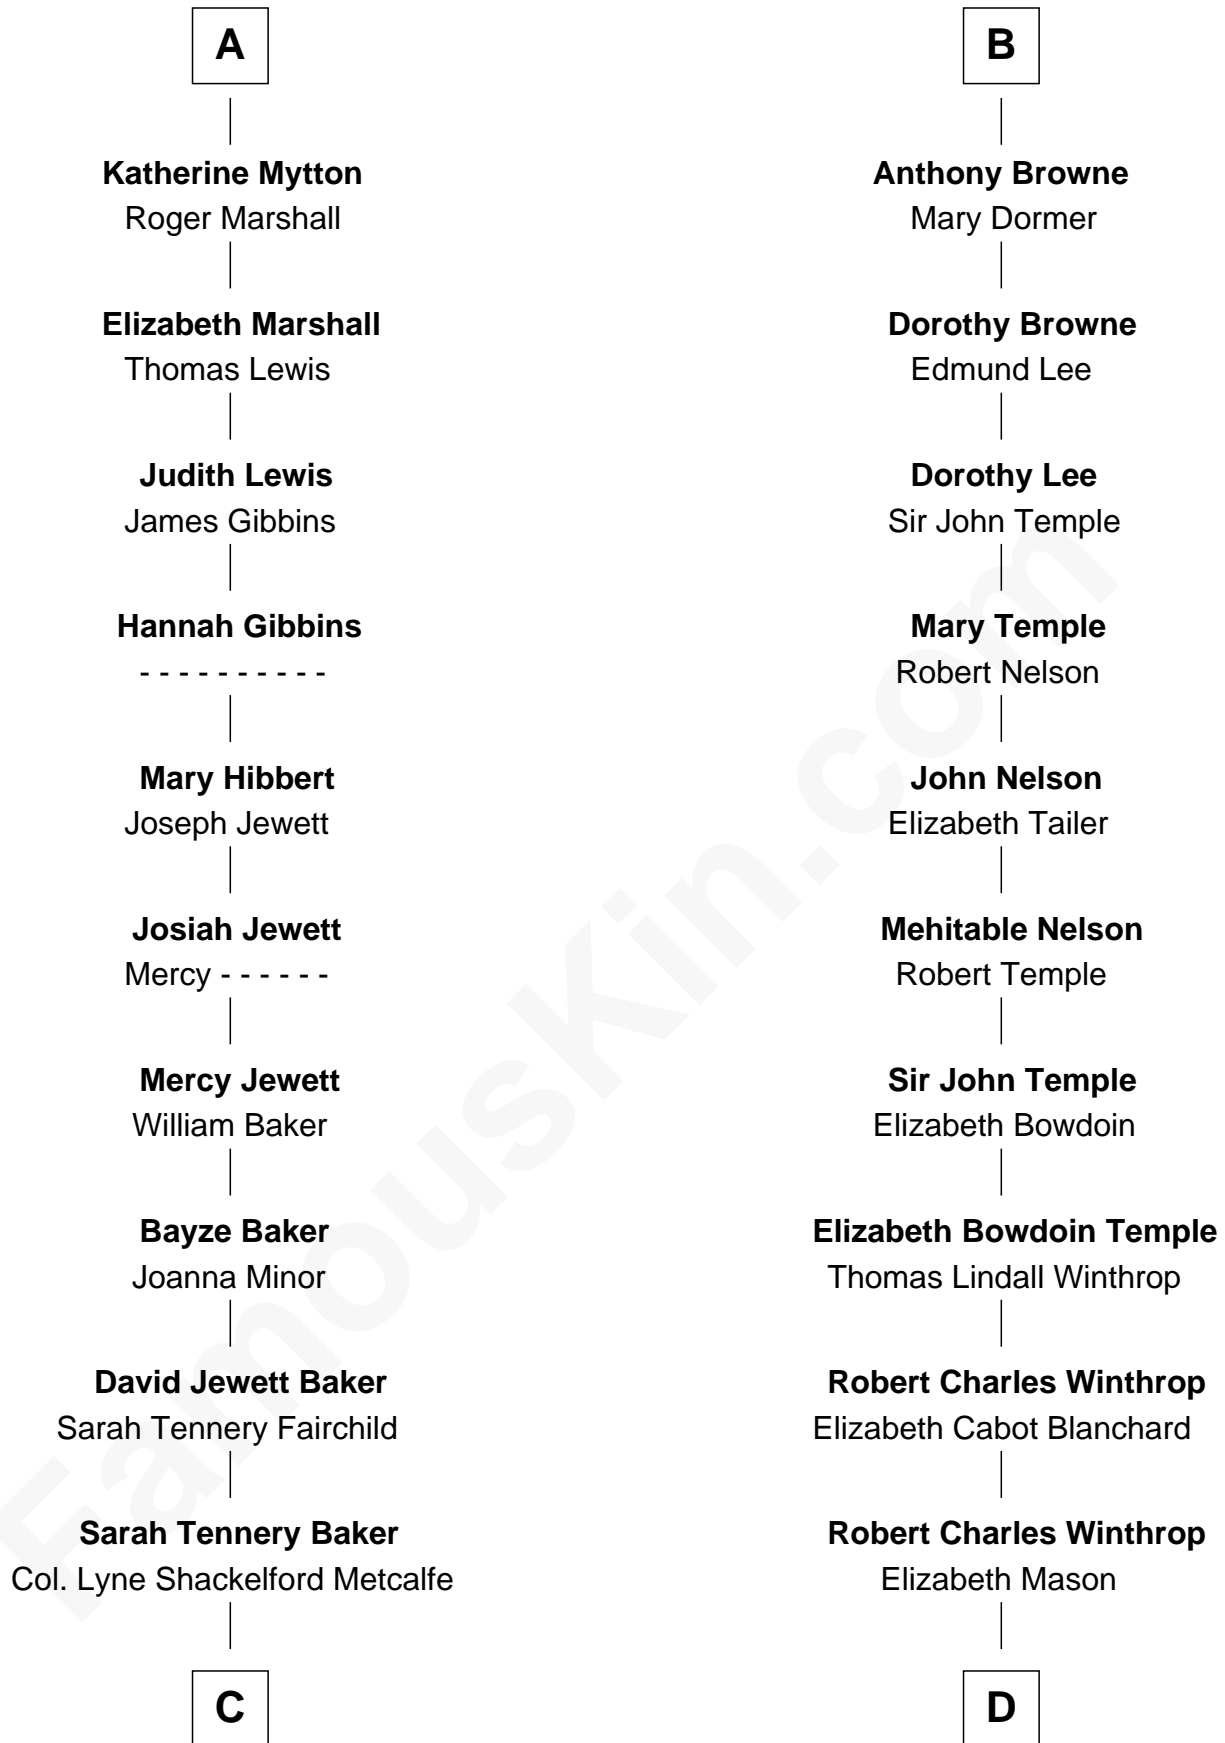 A
Katherine Mytton
Roger Marshall
Elizabeth Marshall
Thomas Lewis
Judith Lewis
James Gibbins
Hannah Gibbins
- - - - - - - - - -
Mary Hibbert
Joseph Jewett
Josiah Jewett
Mercy - - - - - -
Mercy Jewett
William Baker
Bayze Baker
Joanna Minor
David Jewett Baker
Sarah Tennery Fairchild
Sarah Tennery Baker
Col. Lyne Shackelford Metcalfe
C
B
Anthony Browne
Mary Dormer
Dorothy Browne
Edmund Lee
Dorothy Lee
Sir John Temple
Mary Temple
Robert Nelson
John Nelson
Elizabeth Tailer
Mehitable Nelson
Robert Temple
Sir John Temple
Elizabeth Bowdoin
Elizabeth Bowdoin Temple
Thomas Lindall Winthrop
Robert Charles Winthrop
Elizabeth Cabot Blanchard
Robert Charles Winthrop
Elizabeth Mason
D
FamousKin.com